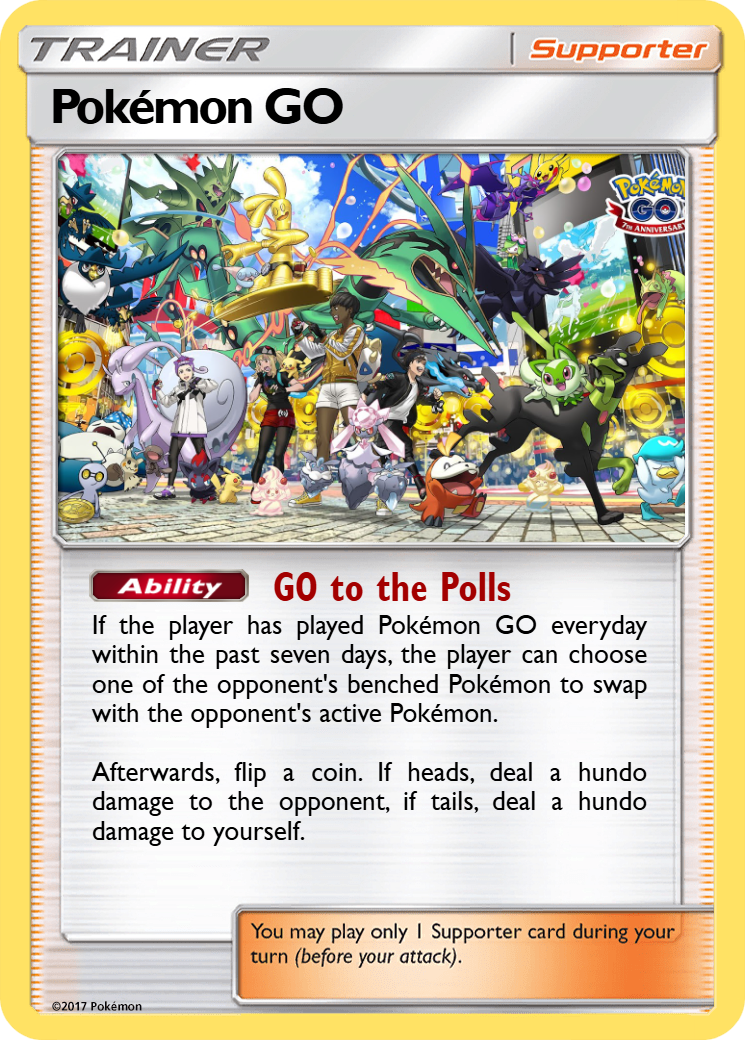 TRAINER
Supporter
Pokémon GO
POKÉMON
GO
7TH ANNIVERSARY
Ability GO to the Polls
If the player has played Pokémon GO everyday
within the past seven days, the player can choose
one of the opponent's benched Pokémon to swap
with the opponent's active Pokémon.
Afterwards, flip a coin. If heads, deal a hundo
damage to the opponent, if tails, deal a hundo
damage to yourself.
You may play only 1 Supporter card during your
turn (before your attack).
©2017 Pokémon